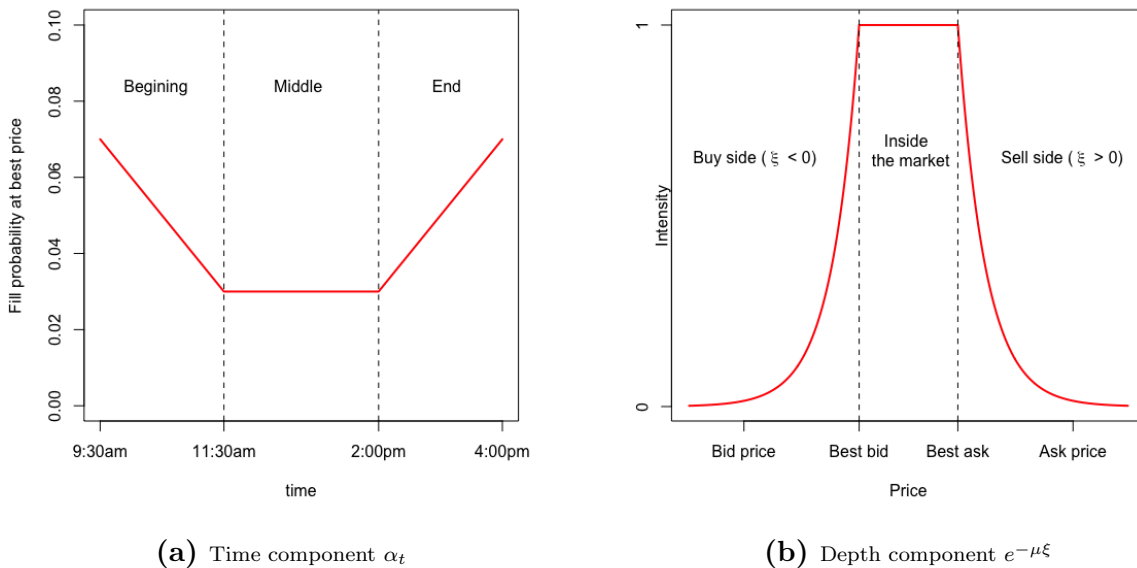 Fill probability at best price
0.10
0.08
0.06
0.04
0.02
0.00
Begining
Middle
End
9:30am
11:30am
2:00pm
4:00pm
time
(a) Time component αt
Intensity
1
0
Buy side ( ξ < 0)
Inside
the market
Sell side ( ξ > 0)
Bid price
Best bid
Best ask
Ask price
Price
(b) Depth component e^{-μξ}